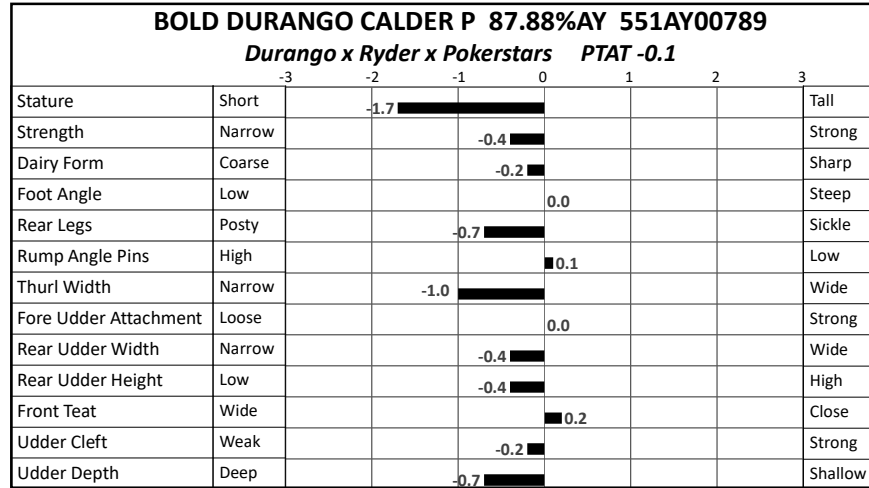 BOLD DURANGO CALDER P 87.88%AY 551AY00789
Durango x Ryder x Pokerstars PTAT -0.1
-3 -2 -1 0 1 2 3
Stature Short -1.7 Tall
Strength Narrow -0.4 Strong
Dairy Form Coarse -0.2 Sharp
Foot Angle Low 0.0 Steep
Rear Legs Posty -0.7 Sickle
Rump Angle Pins High 0.1 Low
Thurl Width Narrow -1.0 Wide
Fore Udder Attachment Loose 0.0 Strong
Rear Udder Width Narrow -0.4 Wide
Rear Udder Height Low -0.4 High
Front Teat Wide 0.2 Close
Udder Cleft Weak -0.2 Strong
Udder Depth Deep -0.7 Shallow